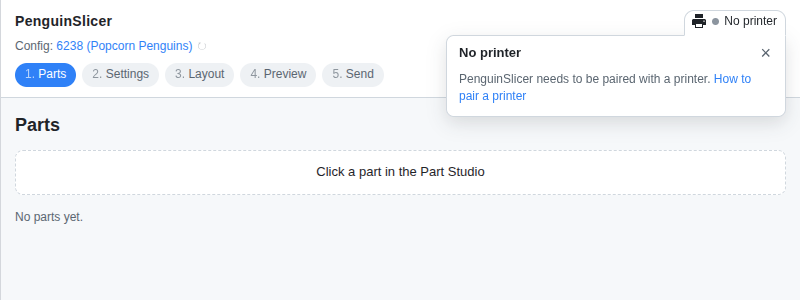 PenguinSlicer
No printer
Config: 6238 (Popcorn Penguins)
1. Parts
2. Settings
3. Layout
4. Preview
5. Send
No printer
×
PenguinSlicer needs to be paired with a printer. How to
pair a printer
Parts
Click a part in the Part Studio
No parts yet.